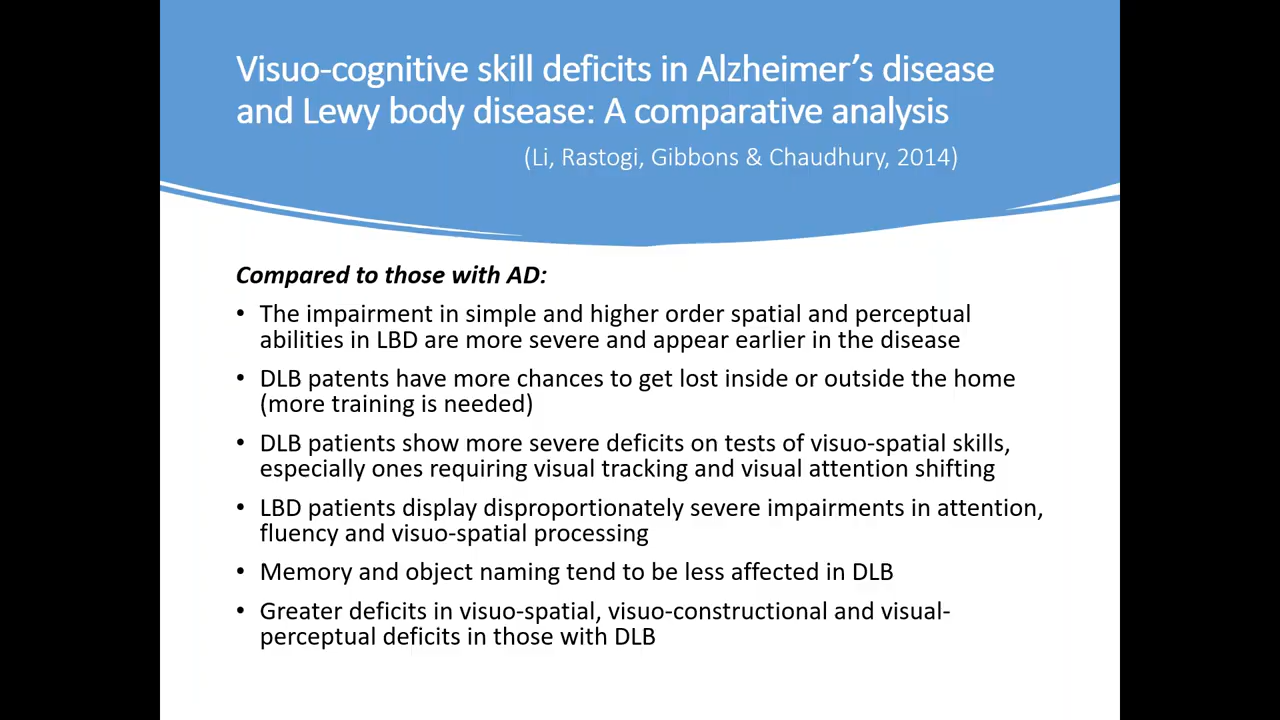 Visuo-cognitive skill deficits in Alzheimer’s disease
and Lewy body disease: A comparative analysis
(Li, Rastogi, Gibbons & Chaudhury, 2014)
Compared to those with AD:
• The impairment in simple and higher order spatial and perceptual
abilities in LBD are more severe and appear earlier in the disease
• DLB patents have more chances to get lost inside or outside the home
(more training is needed)
• DLB patients show more severe deficits on tests of visuo-spatial skills,
especially ones requiring visual tracking and visual attention shifting
• LBD patients display disproportionately severe impairments in attention,
fluency and visuo-spatial processing
• Memory and object naming tend to be less affected in DLB
• Greater deficits in visuo-spatial, visuo-constructional and visual-
perceptual deficits in those with DLB